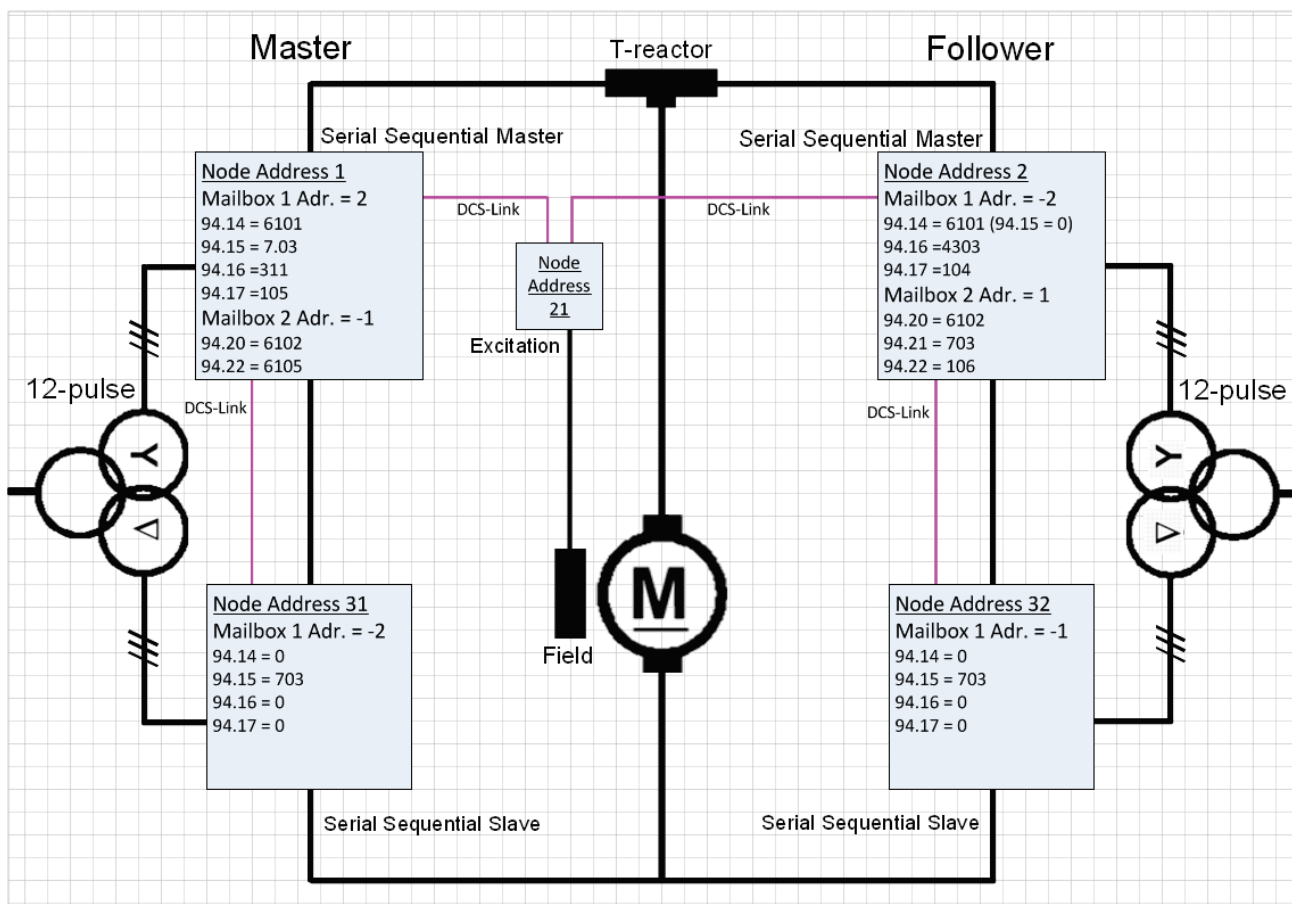 Master
T-reactor
Follower
Serial Sequential Master
Serial Sequential Master
Node Address 1
Mailbox 1 Adr. = 2
94.14 = 6101
94.15 = 7.03
94.16 =311
94.17 =105
Mailbox 2 Adr. = -1
94.20 = 6102
94.22 = 6105
DCS-Link
DCS-Link
Node
Address
21
Excitation
Node Address 2
Mailbox 1 Adr. = -2
94.14 = 6101 (94.15 = 0)
94.16 =4303
94.17 =104
Mailbox 2 Adr. = 1
94.20 = 6102
94.21 = 703
94.22 = 106
12-pulse
DCS-Link
DCS-Link
12-pulse
Y
Δ
Y
Δ
M
Field
Node Address 31
Mailbox 1 Adr. = -2
94.14 = 0
94.15 = 703
94.16 = 0
94.17 = 0
Node Address 32
Mailbox 1 Adr. = -1
94.14 = 0
94.15 = 703
94.16 = 0
94.17 = 0
Serial Sequential Slave
Serial Sequential Slave